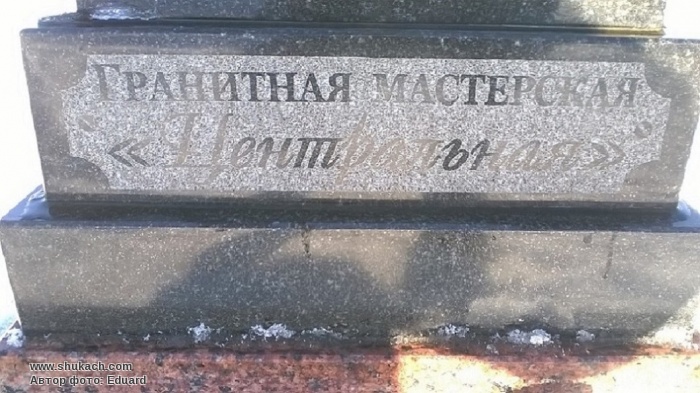 Гранитная мастерская
«Центральная»
www.shukach.com
Автор фото: Eduard